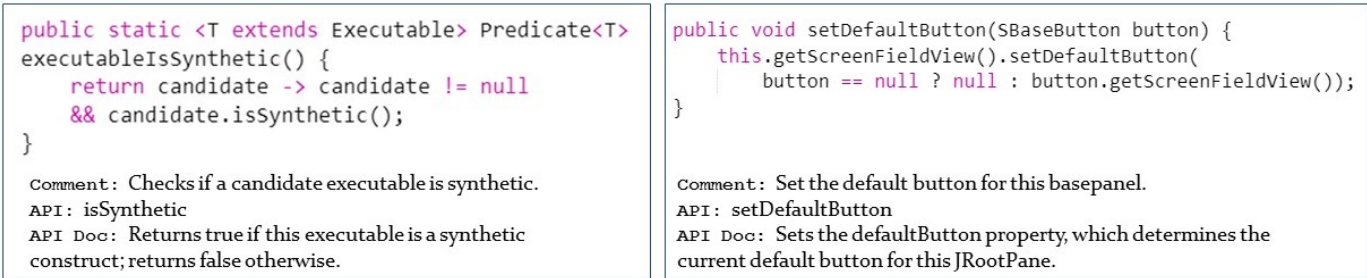 public static <T extends Executable> Predicate<T>
executableIsSynthetic() {
    return candidate -> candidate != null
    && candidate.isSynthetic();
}
Comment: Checks if a candidate executable is synthetic.
API: isSynthetic
API Doc: Returns true if this executable is a synthetic
construct; returns false otherwise.
public void setDefaultButton(SBaseButton button) {
    this.getScreenFieldView().setDefaultButton(
        button == null ? null : button.getScreenFieldView());
}
Comment: Set the default button for this basepanel.
API: setDefaultButton
API Doc: Sets the defaultButton property, which determines the
current default button for this JRootPane.